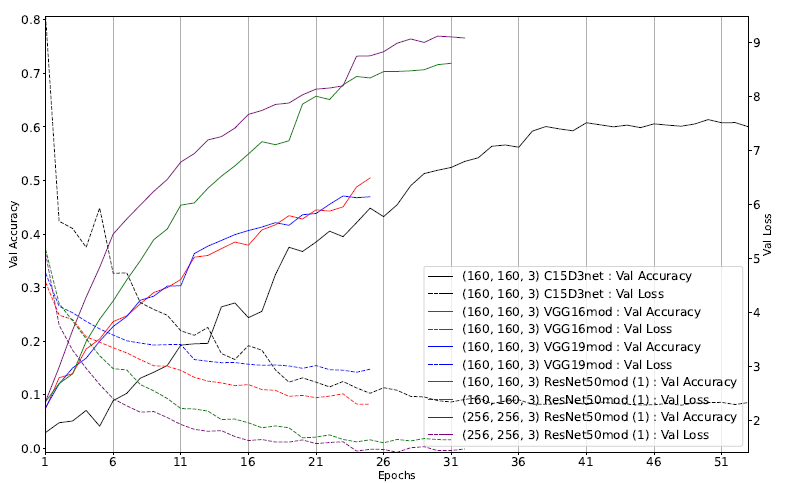 0.8
0.7
0.6
0.5
0.4
0.3
0.2
0.1
0.0
Val Accuracy
9
8
7
6
5
4
3
2
Val Loss
(160, 160, 3) C15D3net : Val Accuracy
(160, 160, 3) C15D3net : Val Loss
(160, 160, 3) VGG16mod : Val Accuracy
(160, 160, 3) VGG16mod : Val Loss
(160, 160, 3) VGG19mod : Val Accuracy
(160, 160, 3) VGG19mod : Val Loss
(160, 160, 3) ResNet50mod (1) : Val Accuracy
(160, 160, 3) ResNet50mod (1) : Val Loss
(256, 256, 3) ResNet50mod (1) : Val Accuracy
(256, 256, 3) ResNet50mod (1) : Val Loss
1 6 11 16 21 26 31 36 41 46 51
Epochs